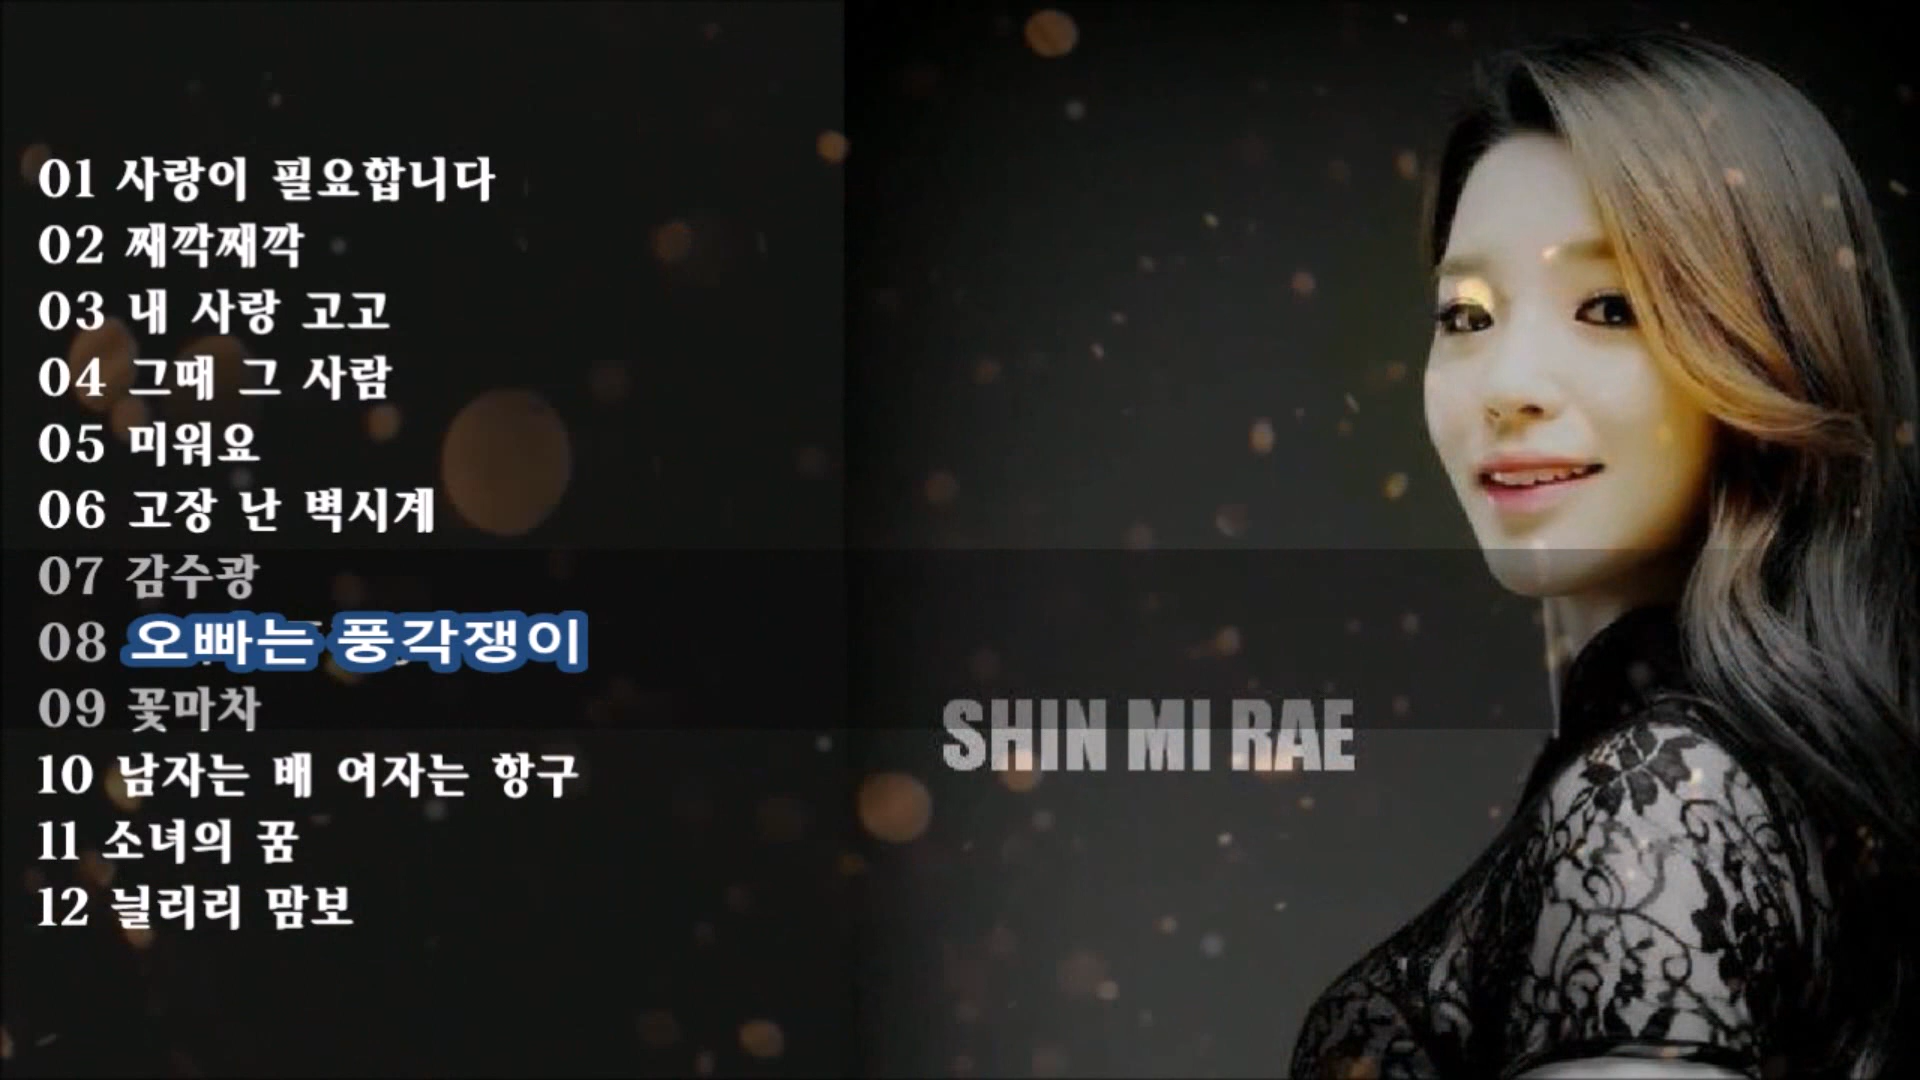 01 사랑이 필요합니다
02 째깍째깍
03 내 사랑 고고
04 그때 그 사람
05 미워요
06 고장 난 벽시계
07 감수광
08 오빠는 풍각쟁이
09 꽃마차
10 남자는 배 여자는 항구
11 소녀의 꿈
12 닐리리 맘보
SHIN MI RAE